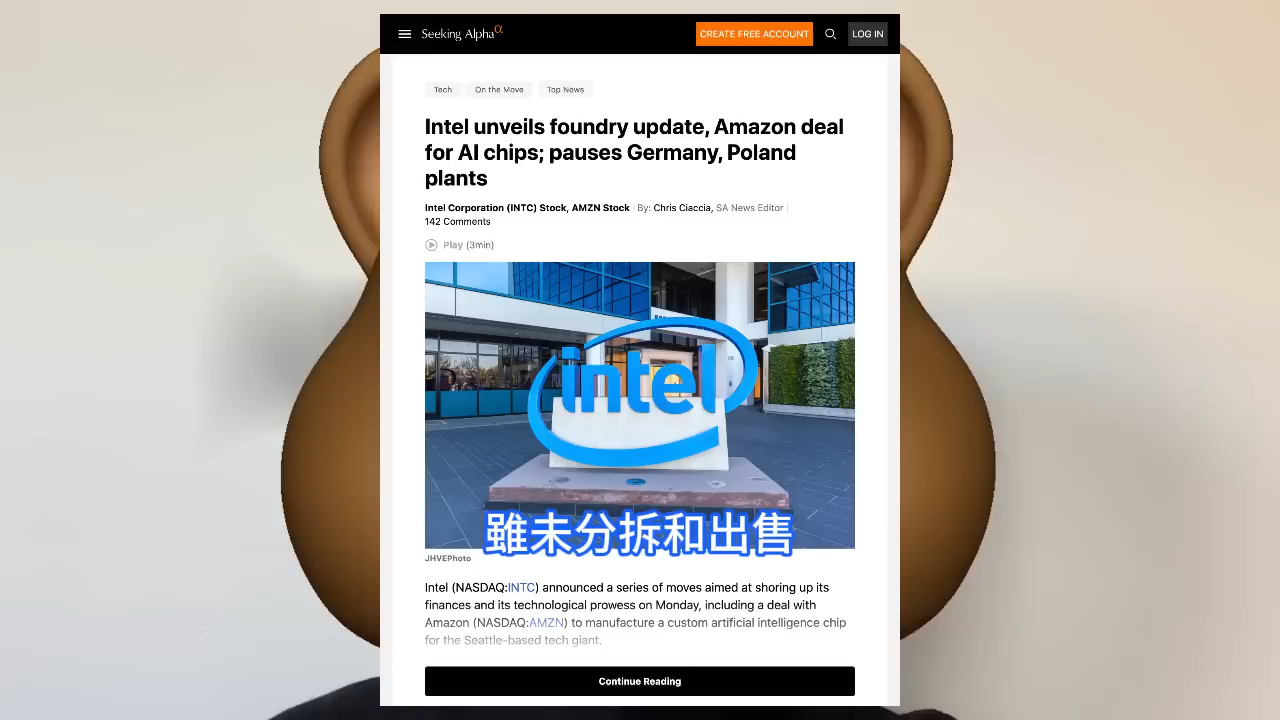 Seeking Alphaα
CREATE FREE ACCOUNT
LOG IN
Tech
On the Move
Top News
Intel unveils foundry update, Amazon deal
for AI chips; pauses Germany, Poland
plants
Intel Corporation (INTC) Stock, AMZN Stock | By: Chris Ciaccia, SA News Editor |
142 Comments
Play (3min)
intel
雖未分拆和出售
JHVEPhoto
Intel (NASDAQ:INTC) announced a series of moves aimed at shoring up its
finances and its technological prowess on Monday, including a deal with
Amazon (NASDAQ:AMZN) to manufacture a custom artificial intelligence chip
for the Seattle-based tech giant.
Continue Reading